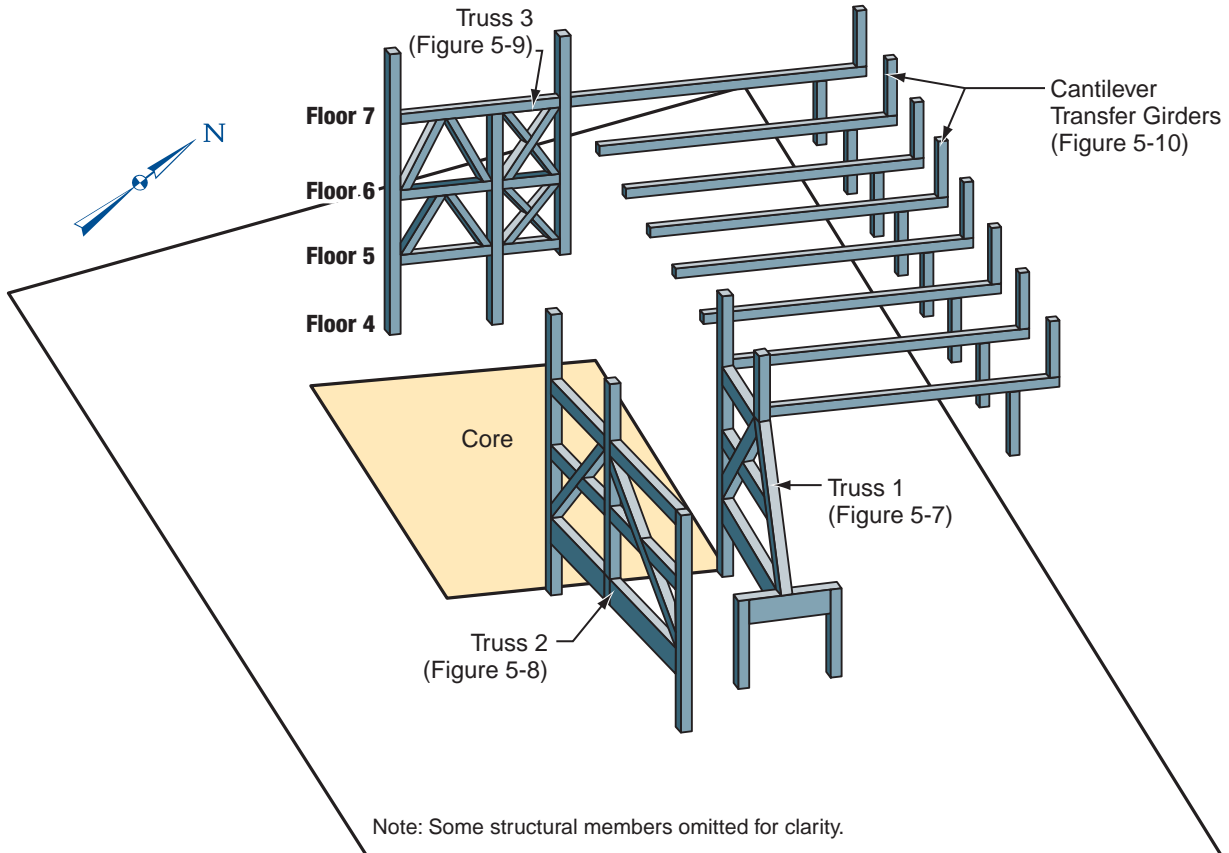 Truss 3
(Figure 5-9)
N
Floor 7
Cantilever
Transfer Girders
(Figure 5-10)
Floor 6
Floor 5
Floor 4
Core
Truss 1
(Figure 5-7)
Truss 2
(Figure 5-8)
Note: Some structural members omitted for clarity.